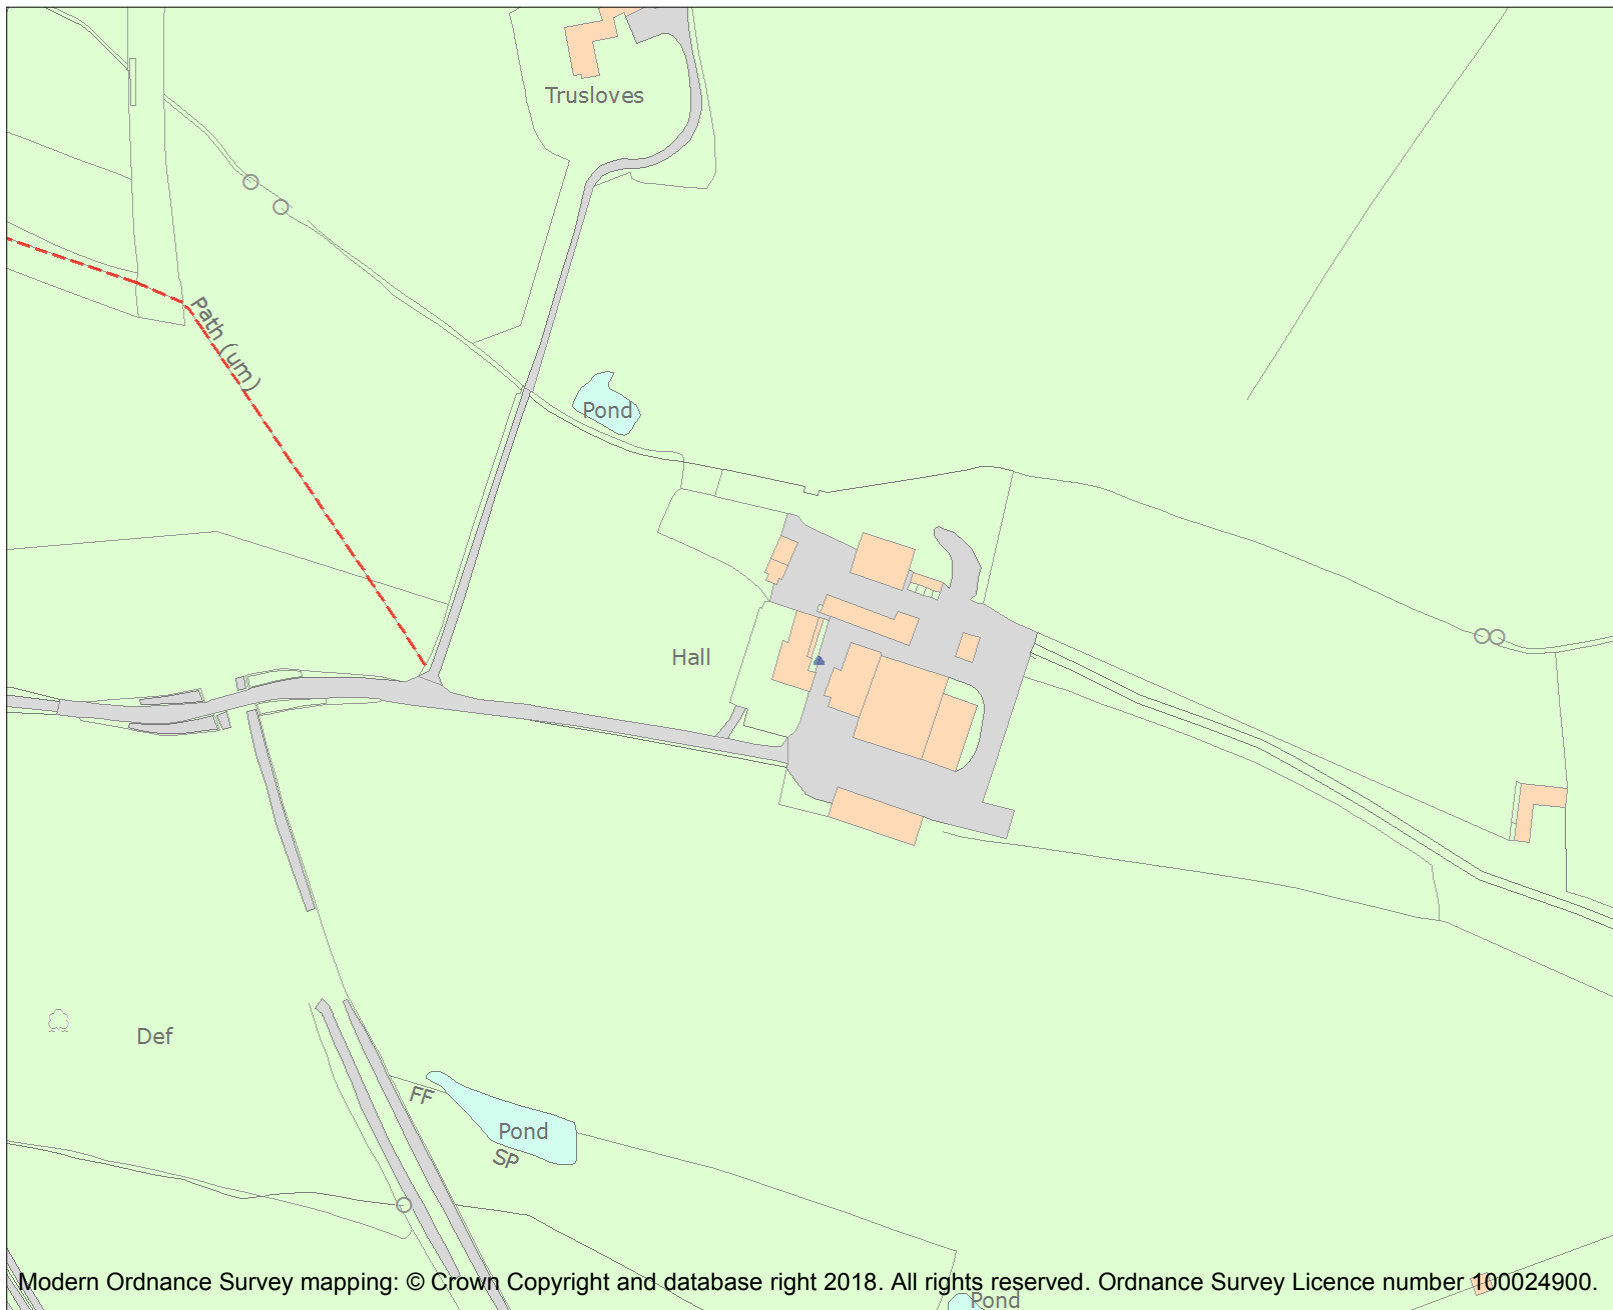 Trusloves
Path (um)
Pond
Hall
Def
FF
Pond
SP
Modern Ordnance Survey mapping: © Crown Copyright and database right 2018. All rights reserved. Ordnance Survey Licence number 100024900.
Pond